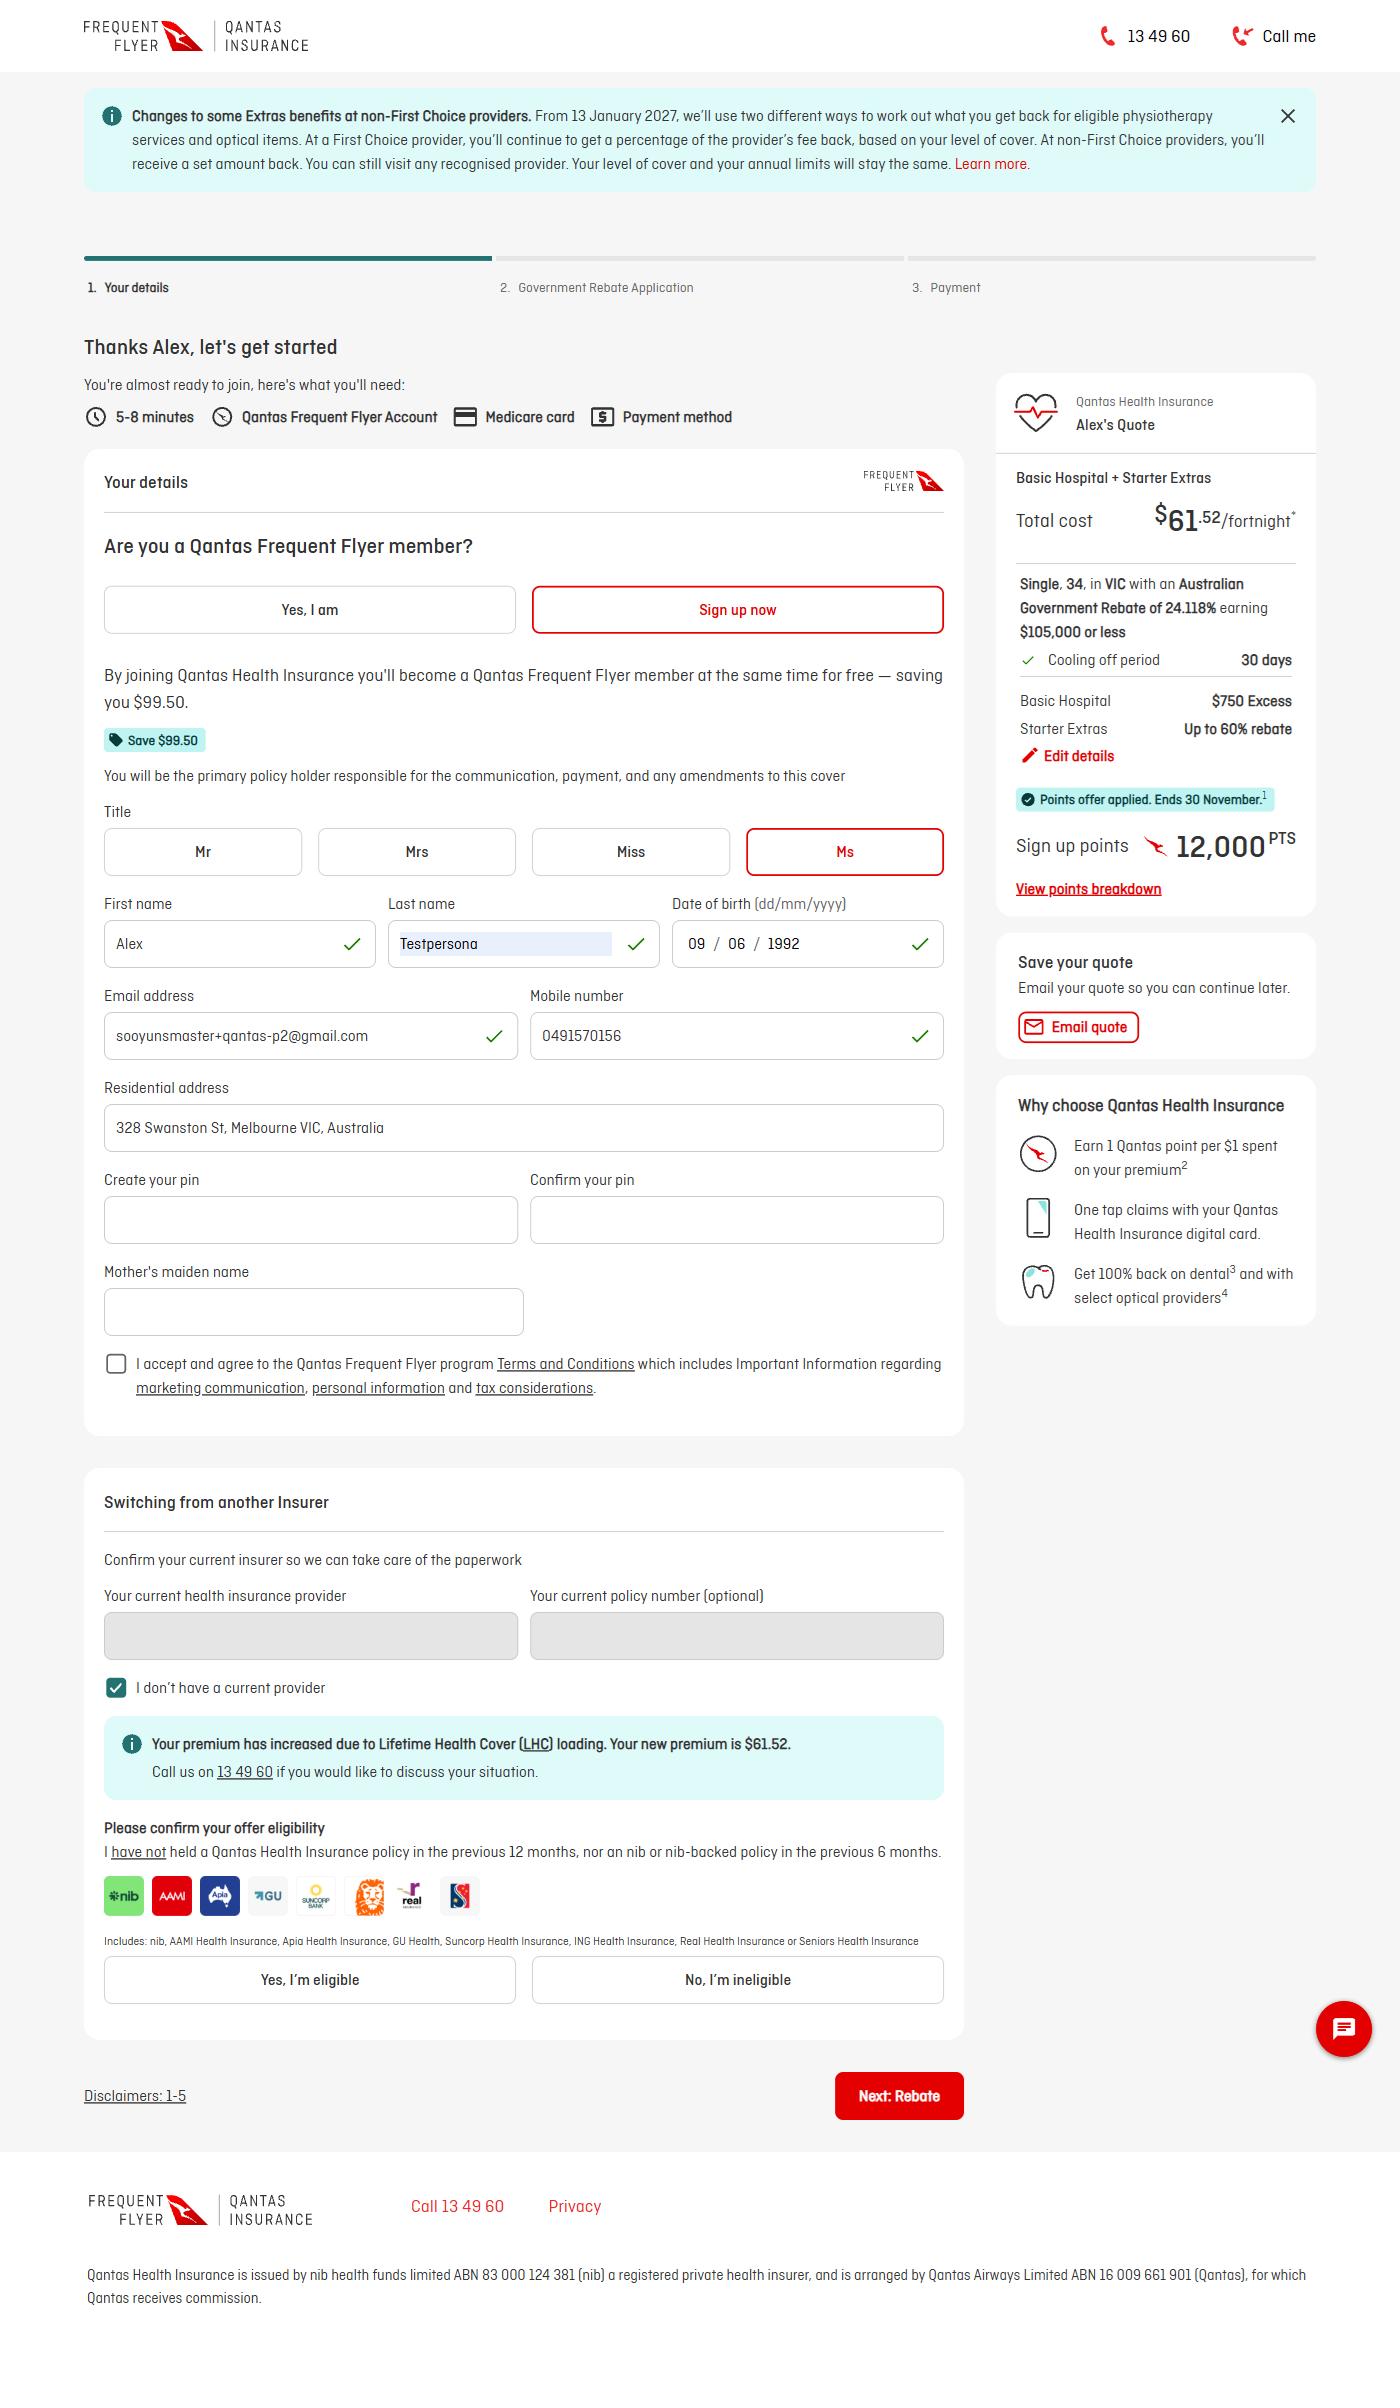 FREQUENT FLYER QANTAS INSURANCE
13 49 60 Call me
Changes to some Extras benefits at non-First Choice providers. From 13 January 2027, we’ll use two different ways to work out what you get back for eligible physiotherapy
services and optical items. At a First Choice provider, you’ll continue to get a percentage of the provider’s fee back, based on your level of cover. At non-First Choice providers, you’ll
receive a set amount back. You can still visit any recognised provider. Your level of cover and your annual limits will stay the same. Learn more.
1. Your details
2. Government Rebate Application
3. Payment
Thanks Alex, let's get started
You're almost ready to join, here's what you'll need:
5-8 minutes Qantas Frequent Flyer Account Medicare card Payment method
Your details
FREQUENT FLYER
Are you a Qantas Frequent Flyer member?
Yes, I am
Sign up now
By joining Qantas Health Insurance you'll become a Qantas Frequent Flyer member at the same time for free — saving
you $99.50.
Save $99.50
You will be the primary policy holder responsible for the communication, payment, and any amendments to this cover
Title
Mr
Mrs
Miss
Ms
First name
Last name
Date of birth (dd/mm/yyyy)
Alex
Testpersona
09 / 06 / 1992
Email address
Mobile number
sooyunsmaster+qantas-p2@gmail.com
0491570156
Residential address
328 Swanston St, Melbourne VIC, Australia
Create your pin
Confirm your pin
Mother's maiden name
I accept and agree to the Qantas Frequent Flyer program Terms and Conditions which includes Important Information regarding
marketing communication, personal information and tax considerations.
Switching from another Insurer
Confirm your current insurer so we can take care of the paperwork
Your current health insurance provider
Your current policy number (optional)
I don’t have a current provider
Your premium has increased due to Lifetime Health Cover (LHC) loading. Your new premium is $61.52.
Call us on 13 49 60 if you would like to discuss your situation.
Please confirm your offer eligibility
I have not held a Qantas Health Insurance policy in the previous 12 months, nor an nib or nib-backed policy in the previous 6 months.
nib AAMI Apia GU SUNCORP BANK real INSURANCE
Includes: nib, AAMI Health Insurance, Apia Health Insurance, GU Health, Suncorp Health Insurance, ING Health Insurance, Real Health Insurance or Seniors Health Insurance
Yes, I’m eligible
No, I’m ineligible
Disclaimers: 1-5
Next: Rebate
Qantas Health Insurance
Alex's Quote
Basic Hospital + Starter Extras
Total cost $61.52/fortnight*
Single, 34, in VIC with an Australian
Government Rebate of 24.118% earning
$105,000 or less
Cooling off period 30 days
Basic Hospital $750 Excess
Starter Extras Up to 60% rebate
Edit details
Points offer applied. Ends 30 November.1
Sign up points 12,000 PTS
View points breakdown
Save your quote
Email your quote so you can continue later.
Email quote
Why choose Qantas Health Insurance
Earn 1 Qantas point per $1 spent
on your premium2
One tap claims with your Qantas
Health Insurance digital card.
Get 100% back on dental3 and with
select optical providers4
FREQUENT FLYER QANTAS INSURANCE
Call 13 49 60 Privacy
Qantas Health Insurance is issued by nib health funds limited ABN 83 000 124 381 (nib) a registered private health insurer, and is arranged by Qantas Airways Limited ABN 16 009 661 901 (Qantas), for which
Qantas receives commission.